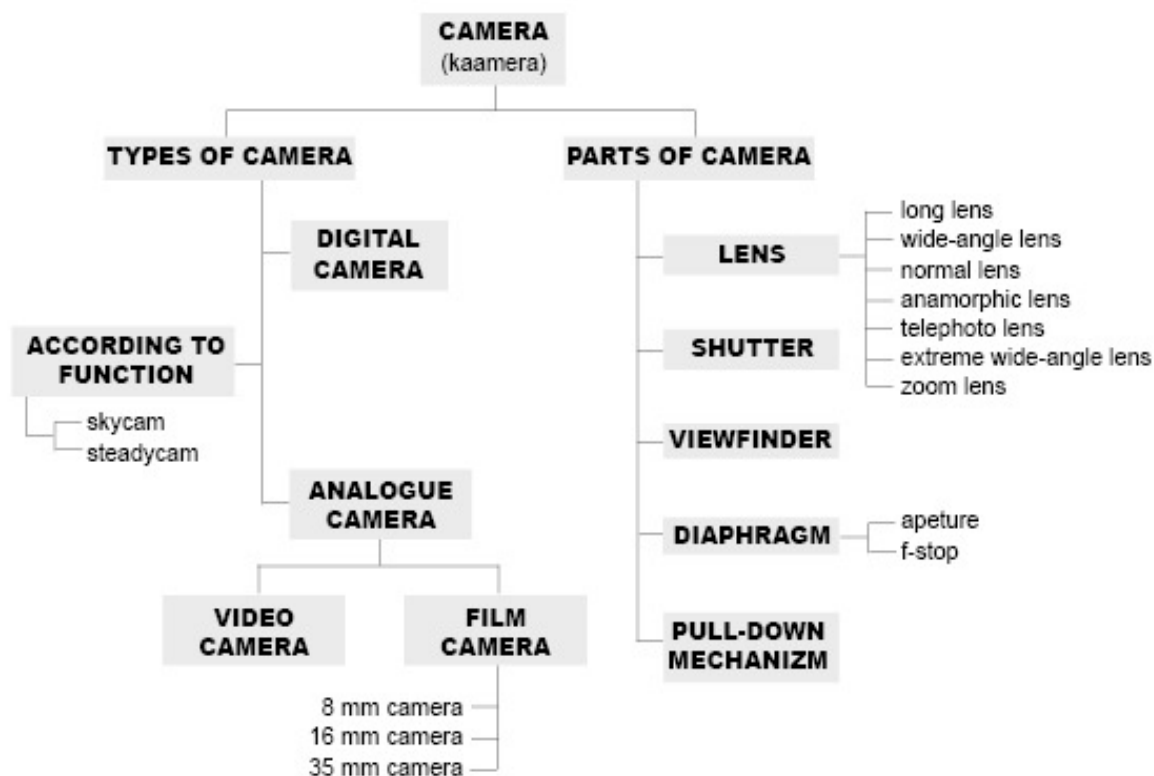 CAMERA
(kaamera)
TYPES OF CAMERA
DIGITAL
CAMERA
ACCORDING TO
FUNCTION
skycam
steadycam
ANALOGUE
CAMERA
VIDEO
CAMERA
FILM
CAMERA
8 mm camera
16 mm camera
35 mm camera
PARTS OF CAMERA
LENS
long lens
wide-angle lens
normal lens
anamorphic lens
telephoto lens
extreme wide-angle lens
zoom lens
SHUTTER
VIEWFINDER
DIAPHRAGM
apeture
f-stop
PULL-DOWN
MECHANIZM